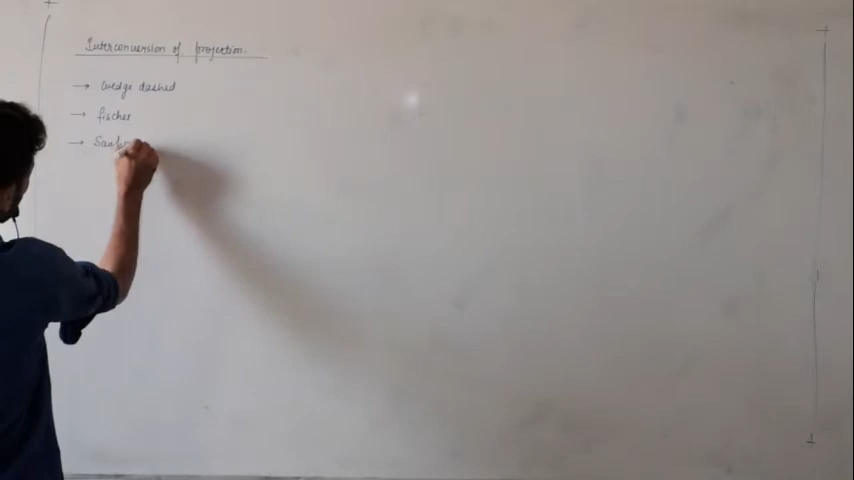 Interconversion of projection.
→ wedge dashed
→ fischer
→ Saw